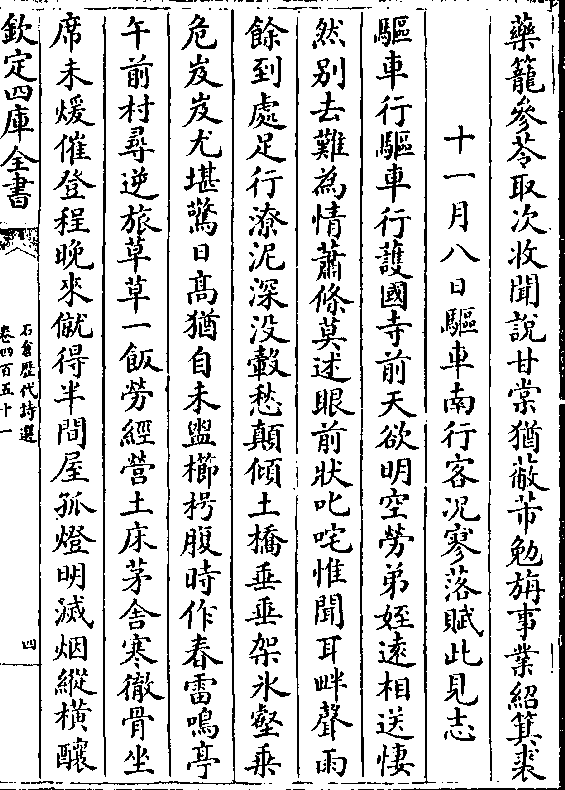 藥籠參苓取次收聞說甘棠猶蔽芾勉旃事業紹箕裘
十一月八日驅車南行客况寥落賦此見志
驅車行驅車行護國寺前天欲明空勞弟姪遠相送悽
然别去難為情蕭條莫述眼前狀叱咤惟聞耳畔聲雨
餘到處足行潦泥深没轂愁顛傾土橋垂垂架氷壑乗
危岌岌尤堪驚日髙猶自未盥櫛枵腹時作春雷鳴亭
午前村尋逆旅草草一飯勞經營土床茅舍寒徹骨坐
席未煖催登程晚來僦得半間屋孤燈明滅烟縱橫釀
欽定四庫全書
石倉歷代詩選
卷四百五十一
四